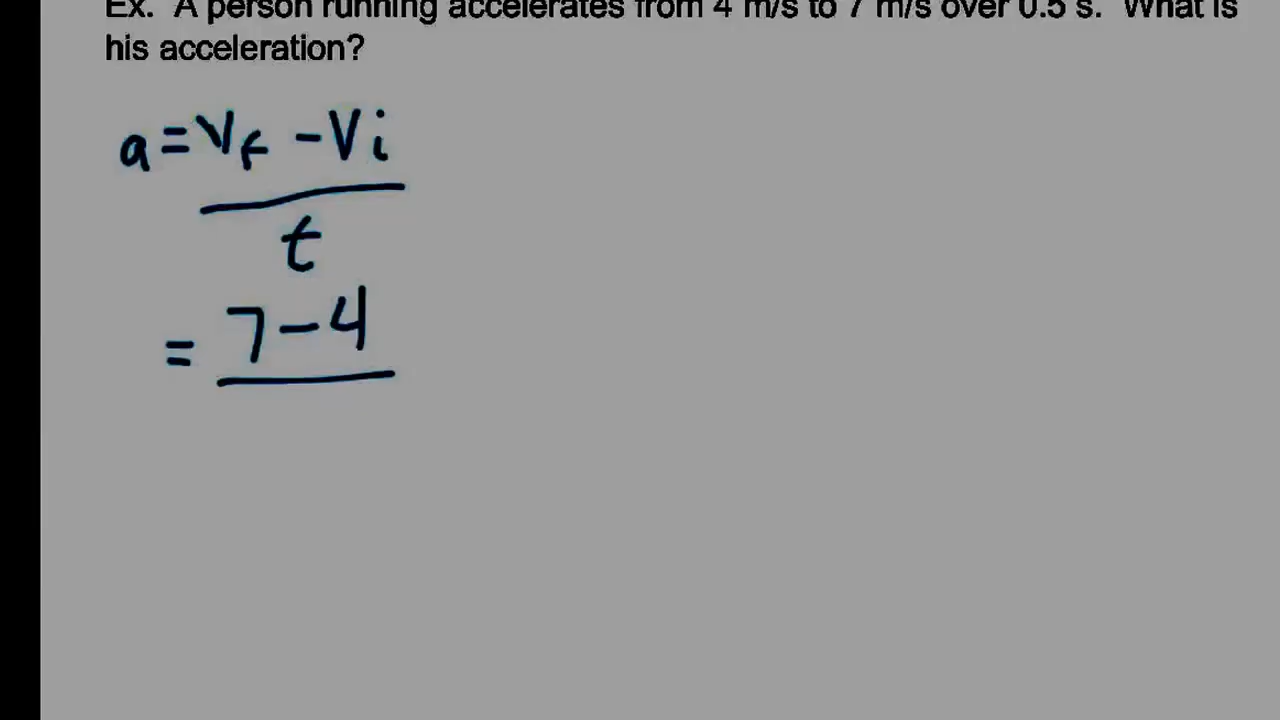 Ex. A person running accelerates from 4 m/s to 7 m/s over 0.5 s. What is
his acceleration?
a = Vf - Vi
t
= 7 - 4